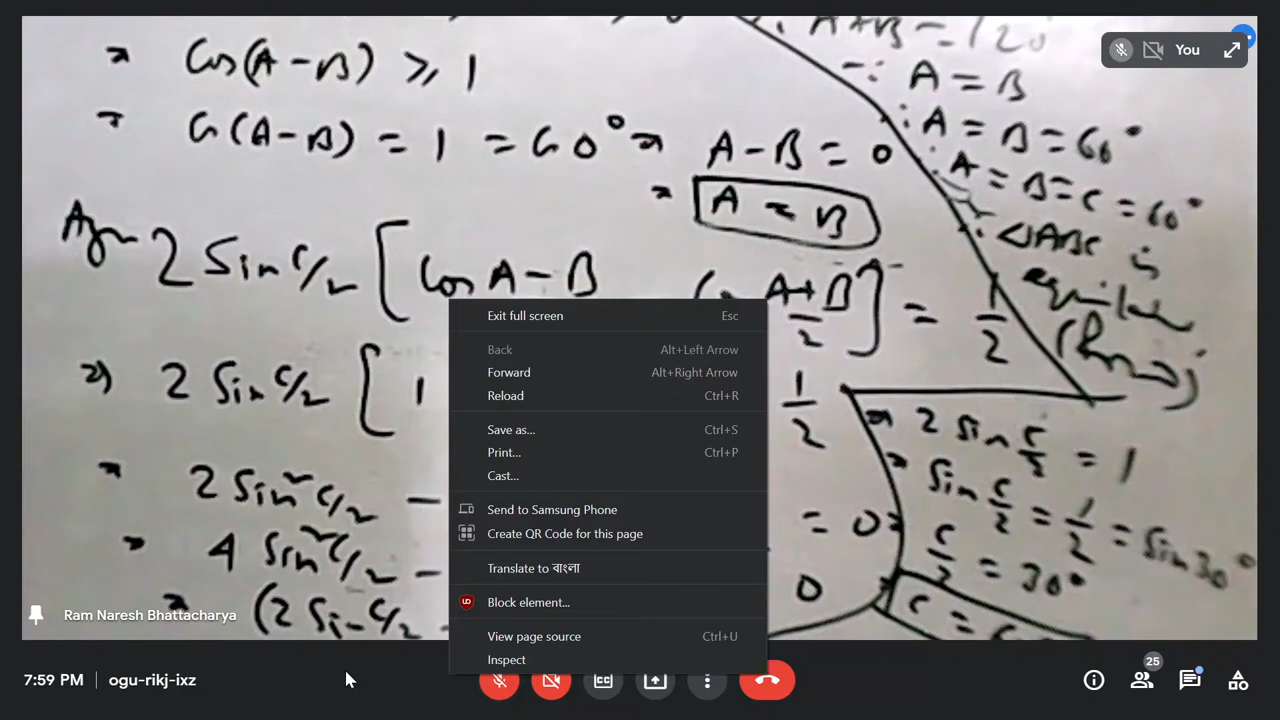 A+B = 120°
⇒ Cos(A-B) ≥ 1
∴ A = B
⇒ Cos(A-B) = 1 = Cos 0° ⇒ A-B = 0
∴ A = B = 60°
⇒ A = B
∴ A = B = C = 60°
∴ ΔABC is
equilateral
(Proved)
Again 2 Sin C/2 [Cos A-B Cos A+B/2] = 1/2
⇒ 2 Sin C/2 [1 1/2
⇒ 2 Sin C/2 = 1
⇒ 2 Sin² C/2 -
⇒ Sin C/2 = 1/2 = Sin 30°
= 0
⇒ 4 Sin² C/2 -
C/2 = 30°
⇒ (2 Sin C/2 0
C =
You
Exit full screen Esc
Back Alt+Left Arrow
Forward Alt+Right Arrow
Reload Ctrl+R
Save as... Ctrl+S
Print... Ctrl+P
Cast...
Send to Samsung Phone
Create QR Code for this page
Translate to বাংলা
Block element...
View page source Ctrl+U
Inspect
Ram Naresh Bhattacharya
7:59 PM | ogu-rikj-ixz
25